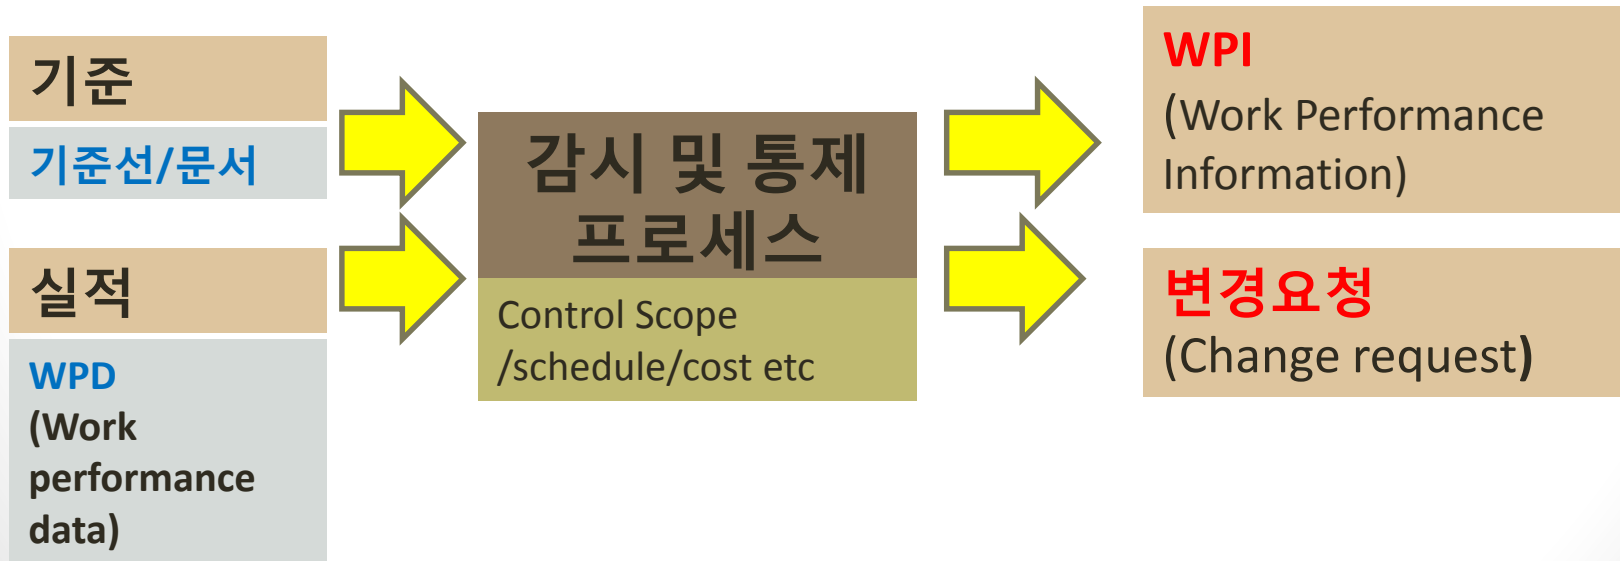 기준
기준선/문서
실적
WPD
(Work
performance
data)
감시 및 통제
프로세스
Control Scope
/schedule/cost etc
WPI
(Work Performance
Information)
변경요청
(Change request)